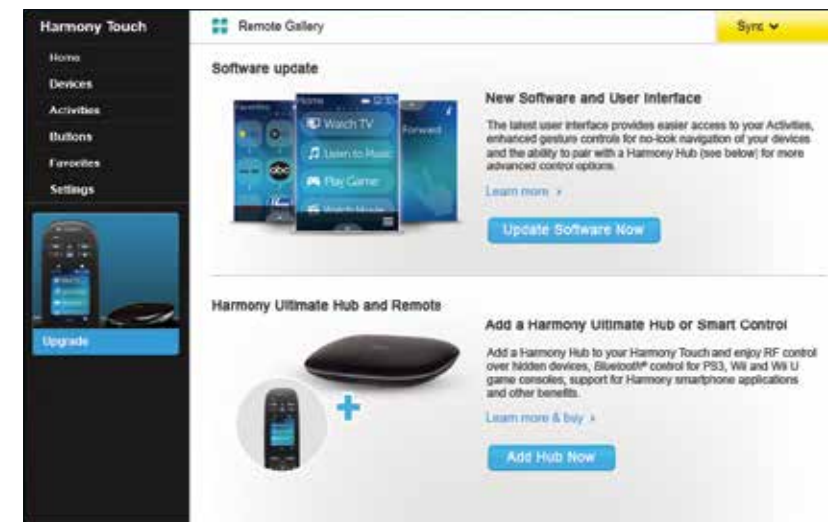 Harmony Touch
Home
Devices
Activities
Buttons
Favorites
Settings
Upgrade
Remote Gallery
Sync
Software update
Favorites
Home
Watch TV
Listen to Music
Play Game
Watch Movie
abc
Forward
New Software and User Interface
The latest user interface provides easier access to your Activities,
enhanced gesture controls for no-look navigation of your devices
and the ability to pair with a Harmony Hub (see below) for more
advanced control options.
Learn more >
Update Software Now
Harmony Ultimate Hub and Remote
Add a Harmony Ultimate Hub or Smart Control
Add a Harmony Hub to your Harmony Touch and enjoy RF control
over hidden devices, Bluetooth® control for PS3, Wii and Wii U
game consoles, support for Harmony smartphone applications
and other benefits.
Learn more & buy >
Add Hub Now